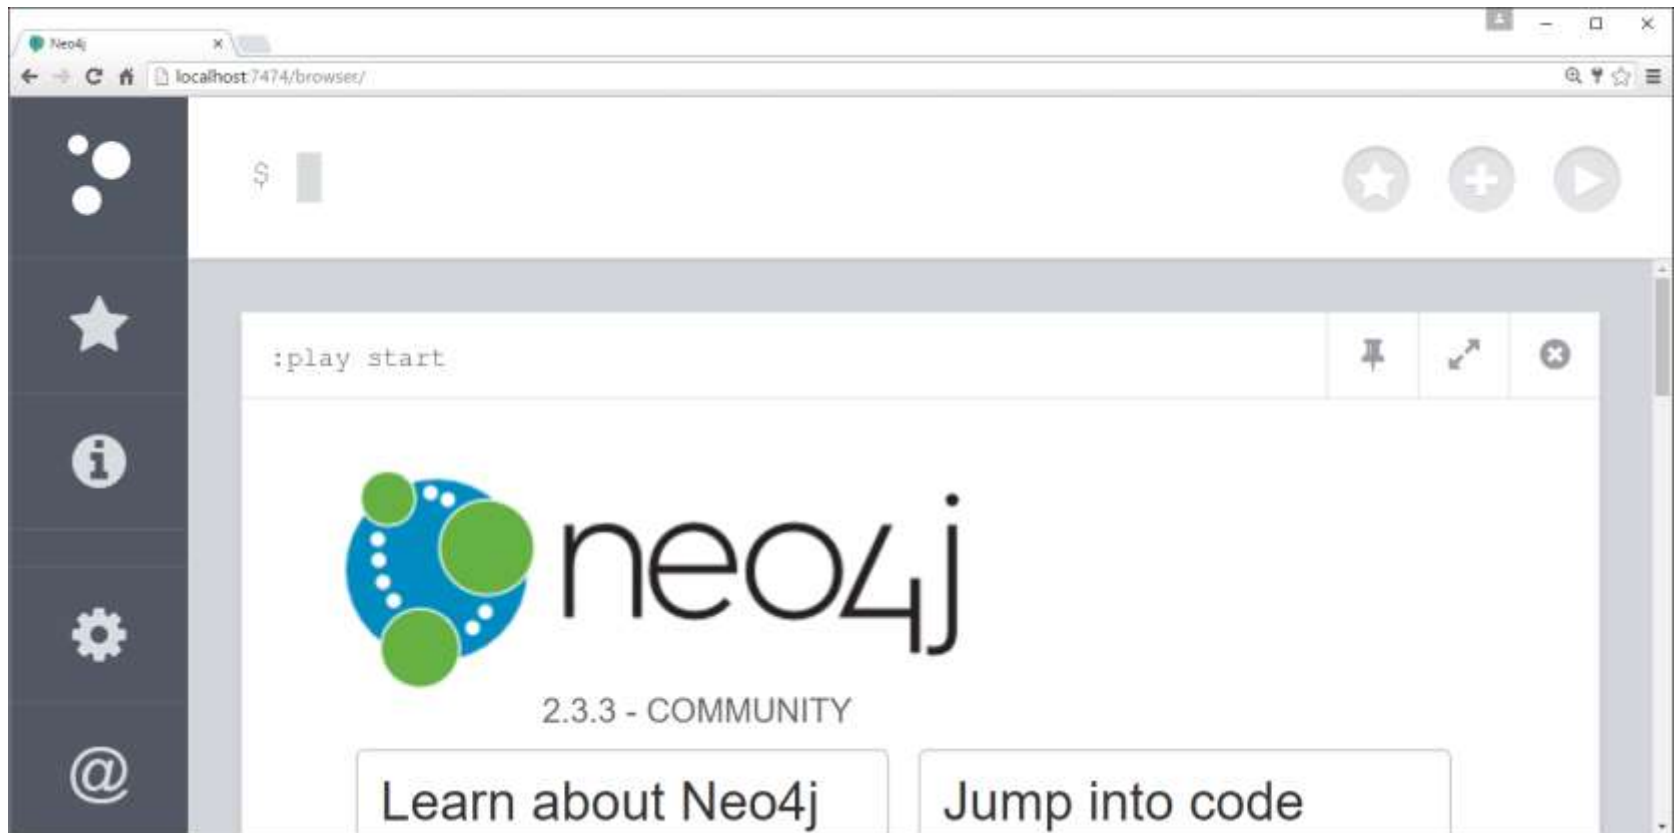 Neo4j
localhost:7474/browser/
$
:play start
neo4j
2.3.3 - COMMUNITY
Learn about Neo4j
Jump into code
@